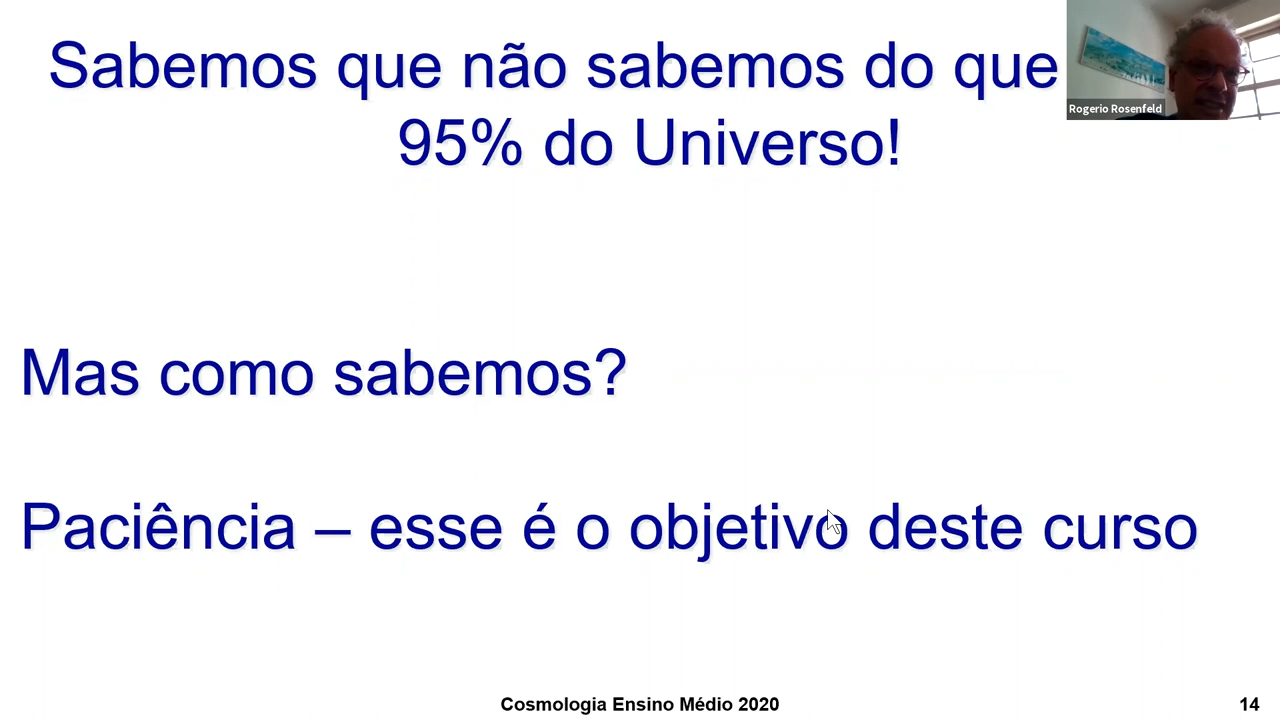 Sabemos que não sabemos do que
95% do Universo!
Rogerio Rosenfeld
Mas como sabemos?
Paciência – esse é o objetivo deste curso
Cosmologia Ensino Médio 2020
14